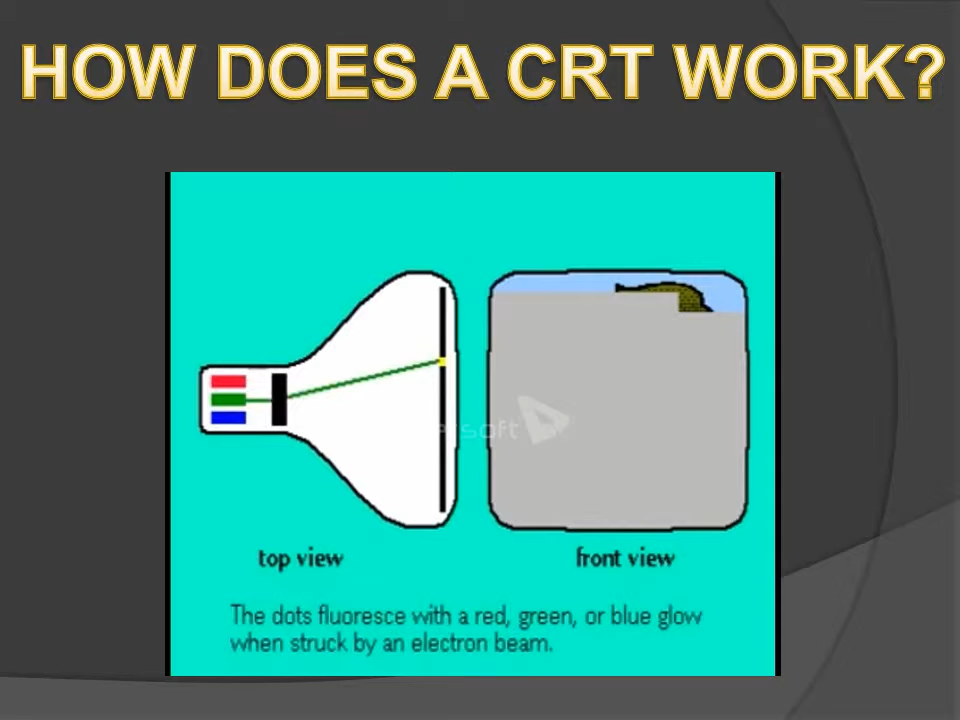 HOW DOES A CRT WORK?
top view
front view
The dots fluoresce with a red, green, or blue glow
when struck by an electron beam.